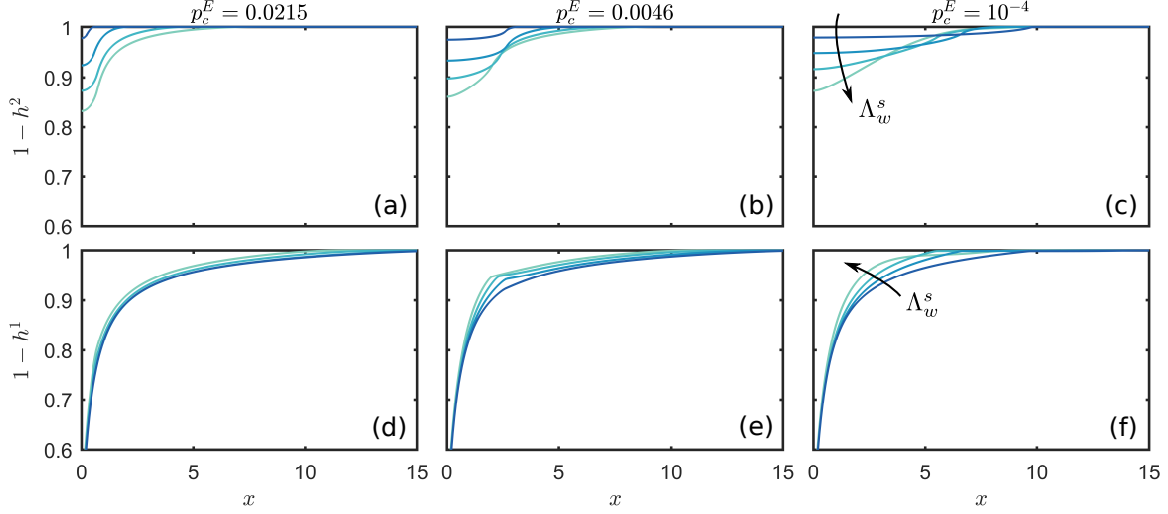 $p_c^E = 0.0215$ $p_c^E = 0.0046$ $p_c^E = 10^{-4}$
1
0.9
0.8
0.7
0.6
$1 - h^2$
$\Lambda_w^s$
(a) (b) (c)
1
0.9
0.8
0.7
0.6
$1 - h^1$
$\Lambda_w^s$
(d) (e) (f)
0 5 10 15 0 5 10 15 0 5 10 15
$x$ $x$ $x$